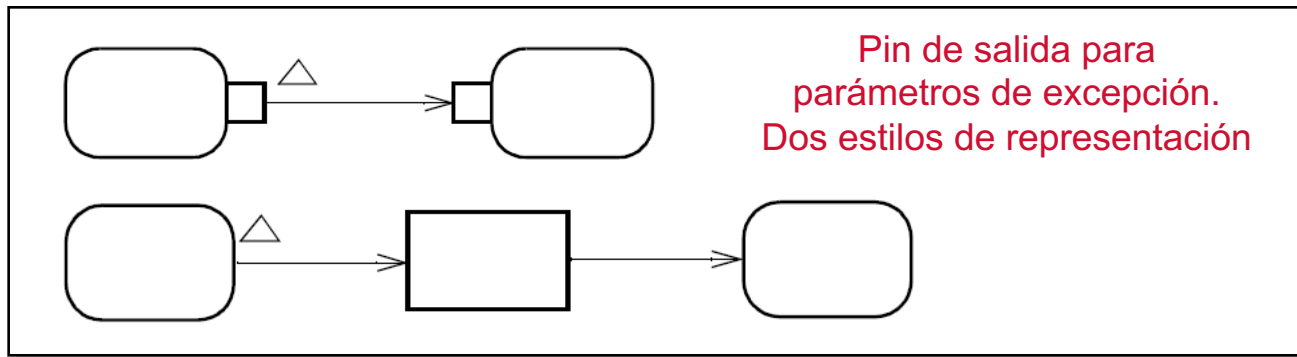 Pin de salida para
parámetros de excepción.
Dos estilos de representación